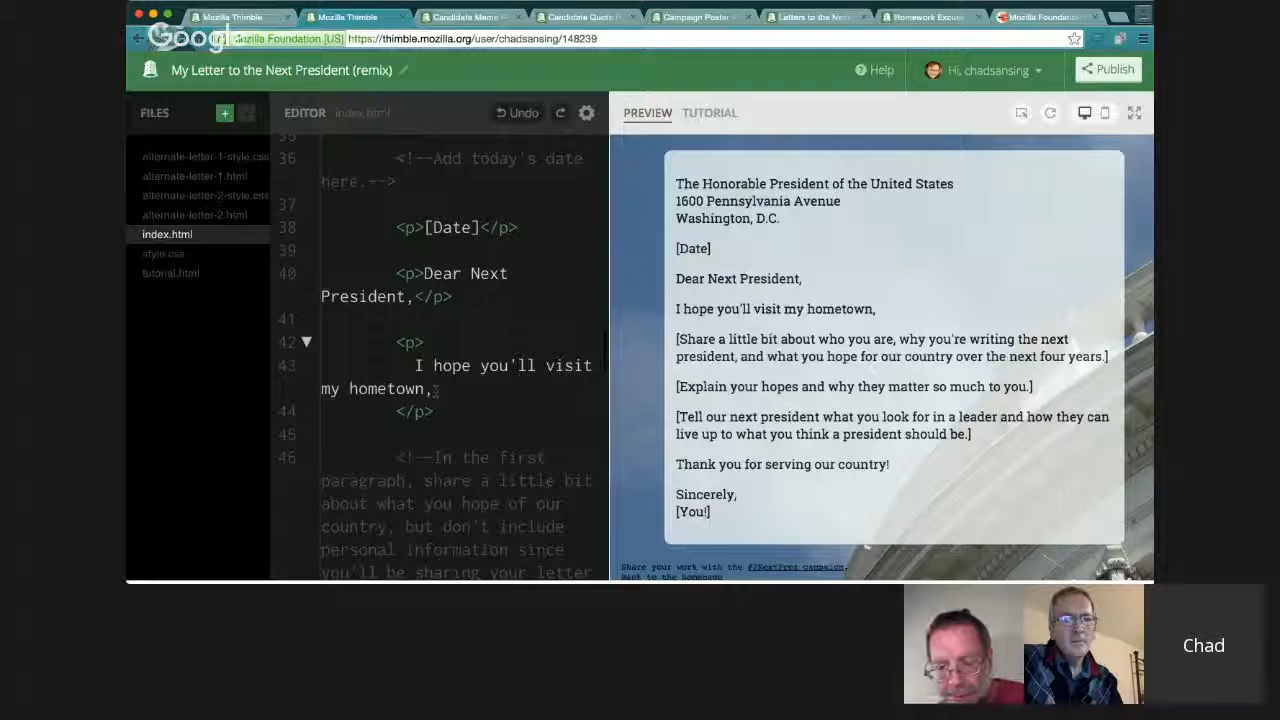 Mozilla Thimble
Mozilla Thimble
Candidate Meme
Candidate Quote
Campaign Poster
Letters to the Nex
Homework Excuse
Mozilla Foundation
Mozilla Foundation [US] https://thimble.mozilla.org/user/chadsansing/148239
My Letter to the Next President (remix)
Help
Hi, chadsansing
Publish
FILES
EDITOR index.html
Undo
PREVIEW TUTORIAL
alternate-letter-1-style.css
alternate-letter-1.html
alternate-letter-2-style.css
alternate-letter-2.html
index.html
style.css
tutorial.html
35
36 <!--Add today's date
here.-->
37
38 <p>[Date]</p>
39
40 <p>Dear Next
President,</p>
41
42 <p>
43 I hope you'll visit
my hometown,
44 </p>
45
46 <!--In the first
paragraph, share a little bit
about what you hope of our
country, but don't include
personal information since
you'll be sharing your letter
The Honorable President of the United States
1600 Pennsylvania Avenue
Washington, D.C.
[Date]
Dear Next President,
I hope you'll visit my hometown,
[Share a little bit about who you are, why you're writing the next
president, and what you hope for our country over the next four years.]
[Explain your hopes and why they matter so much to you.]
[Tell our next president what you look for in a leader and how they can
live up to what you think a president should be.]
Thank you for serving our country!
Sincerely,
[You!]
Share your work with the #2NextPrez campaign.
Back to the homepage
Chad